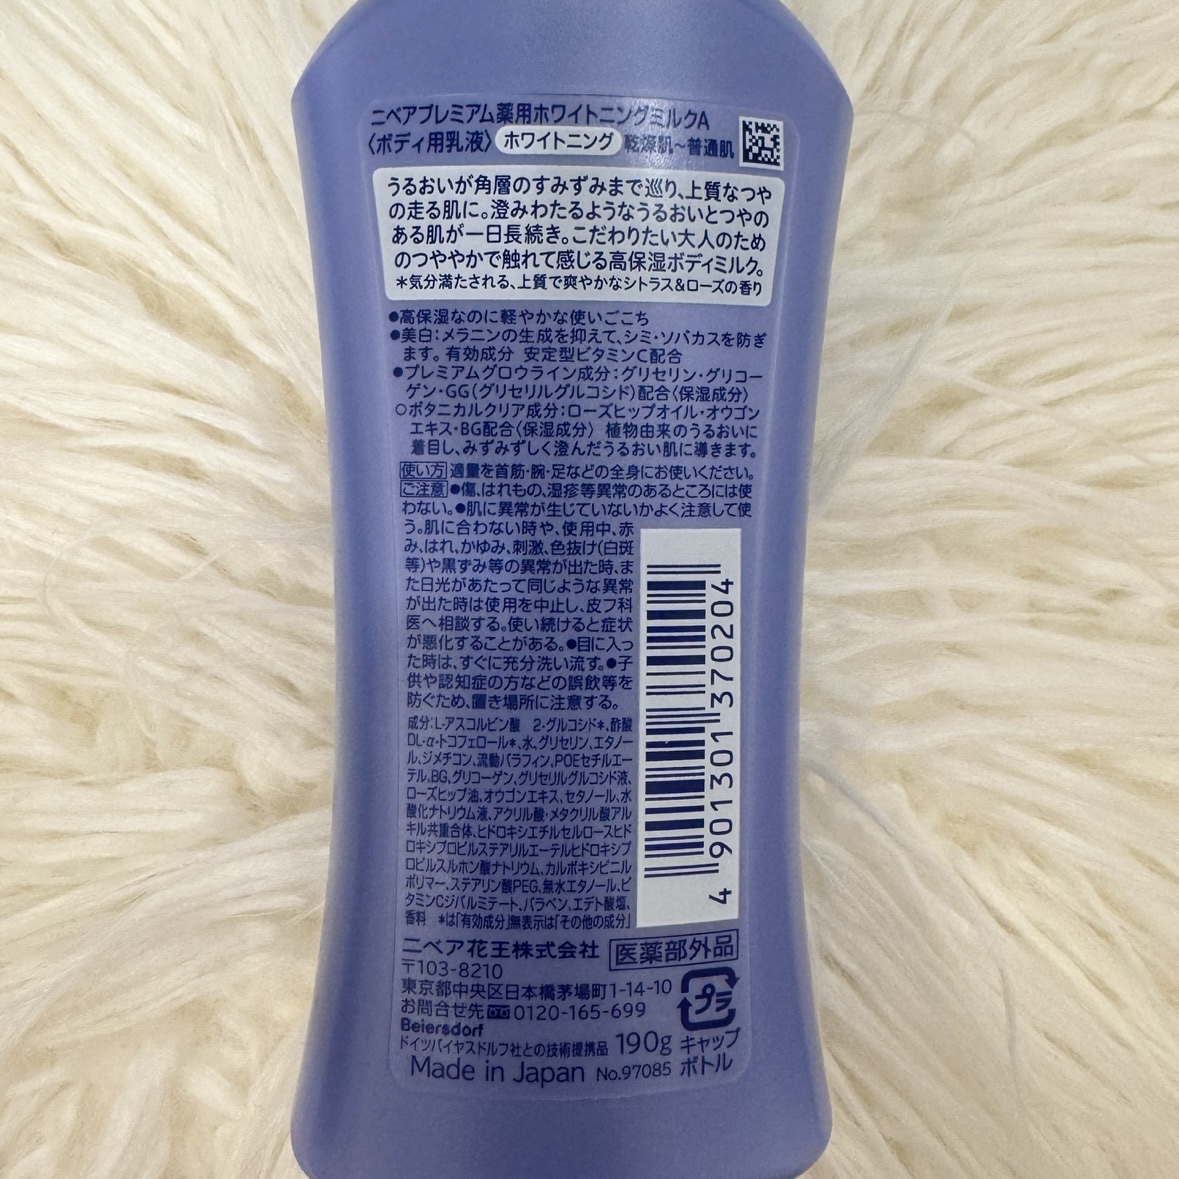 ニベアプレミアム薬用ホワイトニングミルクA
〈ボディ用乳液〉 ホワイトニング 乾燥肌~普通肌
うるおいが角層のすみずみまで巡り、上質なつや
の走る肌に。澄みわたるようなうるおいとつやの
ある肌が一日長続き。こだわりたい大人のため
のつややかで触れて感じる高保湿ボディミルク。
*気分満たされる、上質で爽やかなシトラス&ローズの香り
●高保湿なのに軽やかな使いごこち
●美白:メラニンの生成を抑えて、シミ・ソバカスを防ぎ
ます。有効成分 安定型ビタミンC配合
●プレミアムグロウライン成分:グリセリン・グリコー
ゲン・GG(グリセリルグルコシド)配合〈保湿成分〉
○ボタニカルクリア成分:ローズヒップオイル・オウゴン
エキス・BG配合〈保湿成分〉 植物由来のうるおいに
着目し、みずみずしく澄んだうるおい肌に導きます。
使い方 適量を首筋・腕・足などの全身にお使いください。
ご注意 ●傷、はれもの、湿疹等異常のあるところには使
わない。●肌に異常が生じていないかよく注意して使
う。肌に合わない時や、使用中、赤
み、はれ、かゆみ、刺激、色抜け(白斑
等)や黒ずみ等の異常が出た時、ま
た日光があたって同じような異常
が出た時は使用を中止し、皮フ科
医へ相談する。使い続けると症状
が悪化することがある。●目に入っ
た時は、すぐに充分洗い流す。●子
供や認知症の方などの誤飲等を
防ぐため、置き場所に注意する。
成分:L-アスコルビン酸 2-グルコシド*、酢酸
DL-α-トコフェロール*、水、グリセリン、エタノー
ル、ジメチコン、流動パラフィン、POEセチルエー
テル、BG、グリコーゲン、グリセリルグルコシド液、
ローズヒップ油、オウゴンエキス、セタノール、水
酸化ナトリウム液、アクリル酸・メタクリル酸アル
キル共重合体、ヒドロキシエチルセルロースヒド
ロキシプロピルステアリルエーテルヒドロキシプ
ロピルスルホン酸ナトリウム、カルボキシビニル
ポリマー、ステアリン酸PEG、無水エタノール、ビ
タミンCジパルミテート、パラベン、エデト酸塩、
香料 *は「有効成分」無表示は「その他の成分」
4 901301 370204
ニベア花王株式会社 医薬部外品
〒103-8210
東京都中央区日本橋茅場町1-14-10
お問合せ先 0120-165-699
Beiersdorf
ドイツバイヤスドルフ社との技術提携品 190g
Made in Japan No.97085
プラ
キャップ
ボトル